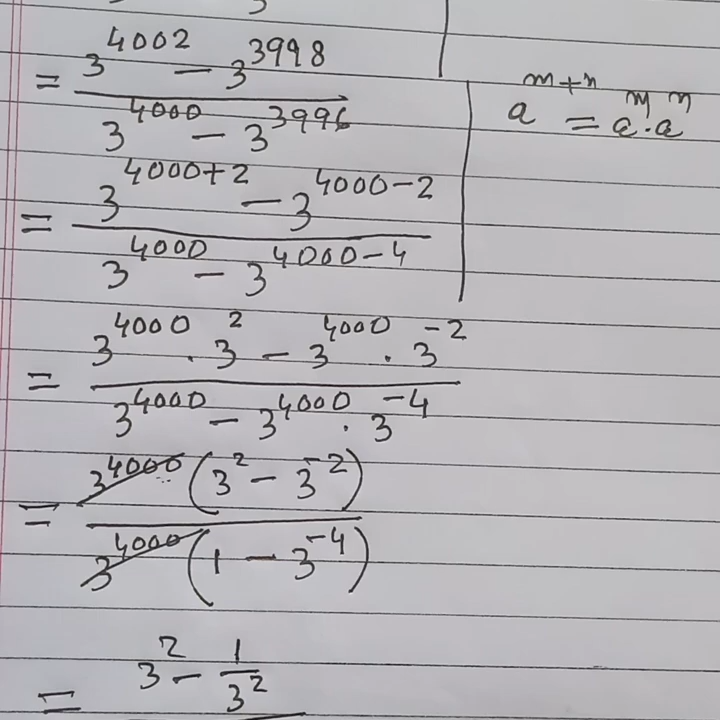 = (3^4002 - 3^3998) / (3^4000 - 3^3996)
a^m+n = a^m . a^n
= (3^4000+2 - 3^4000-2) / (3^4000 - 3^4000-4)
= (3^4000 . 3^2 - 3^4000 . 3^-2) / (3^4000 - 3^4000 . 3^-4)
= 3^4000 (3^2 - 3^-2) / 3^4000 (1 - 3^-4)
= 3^2 - 1/3^2